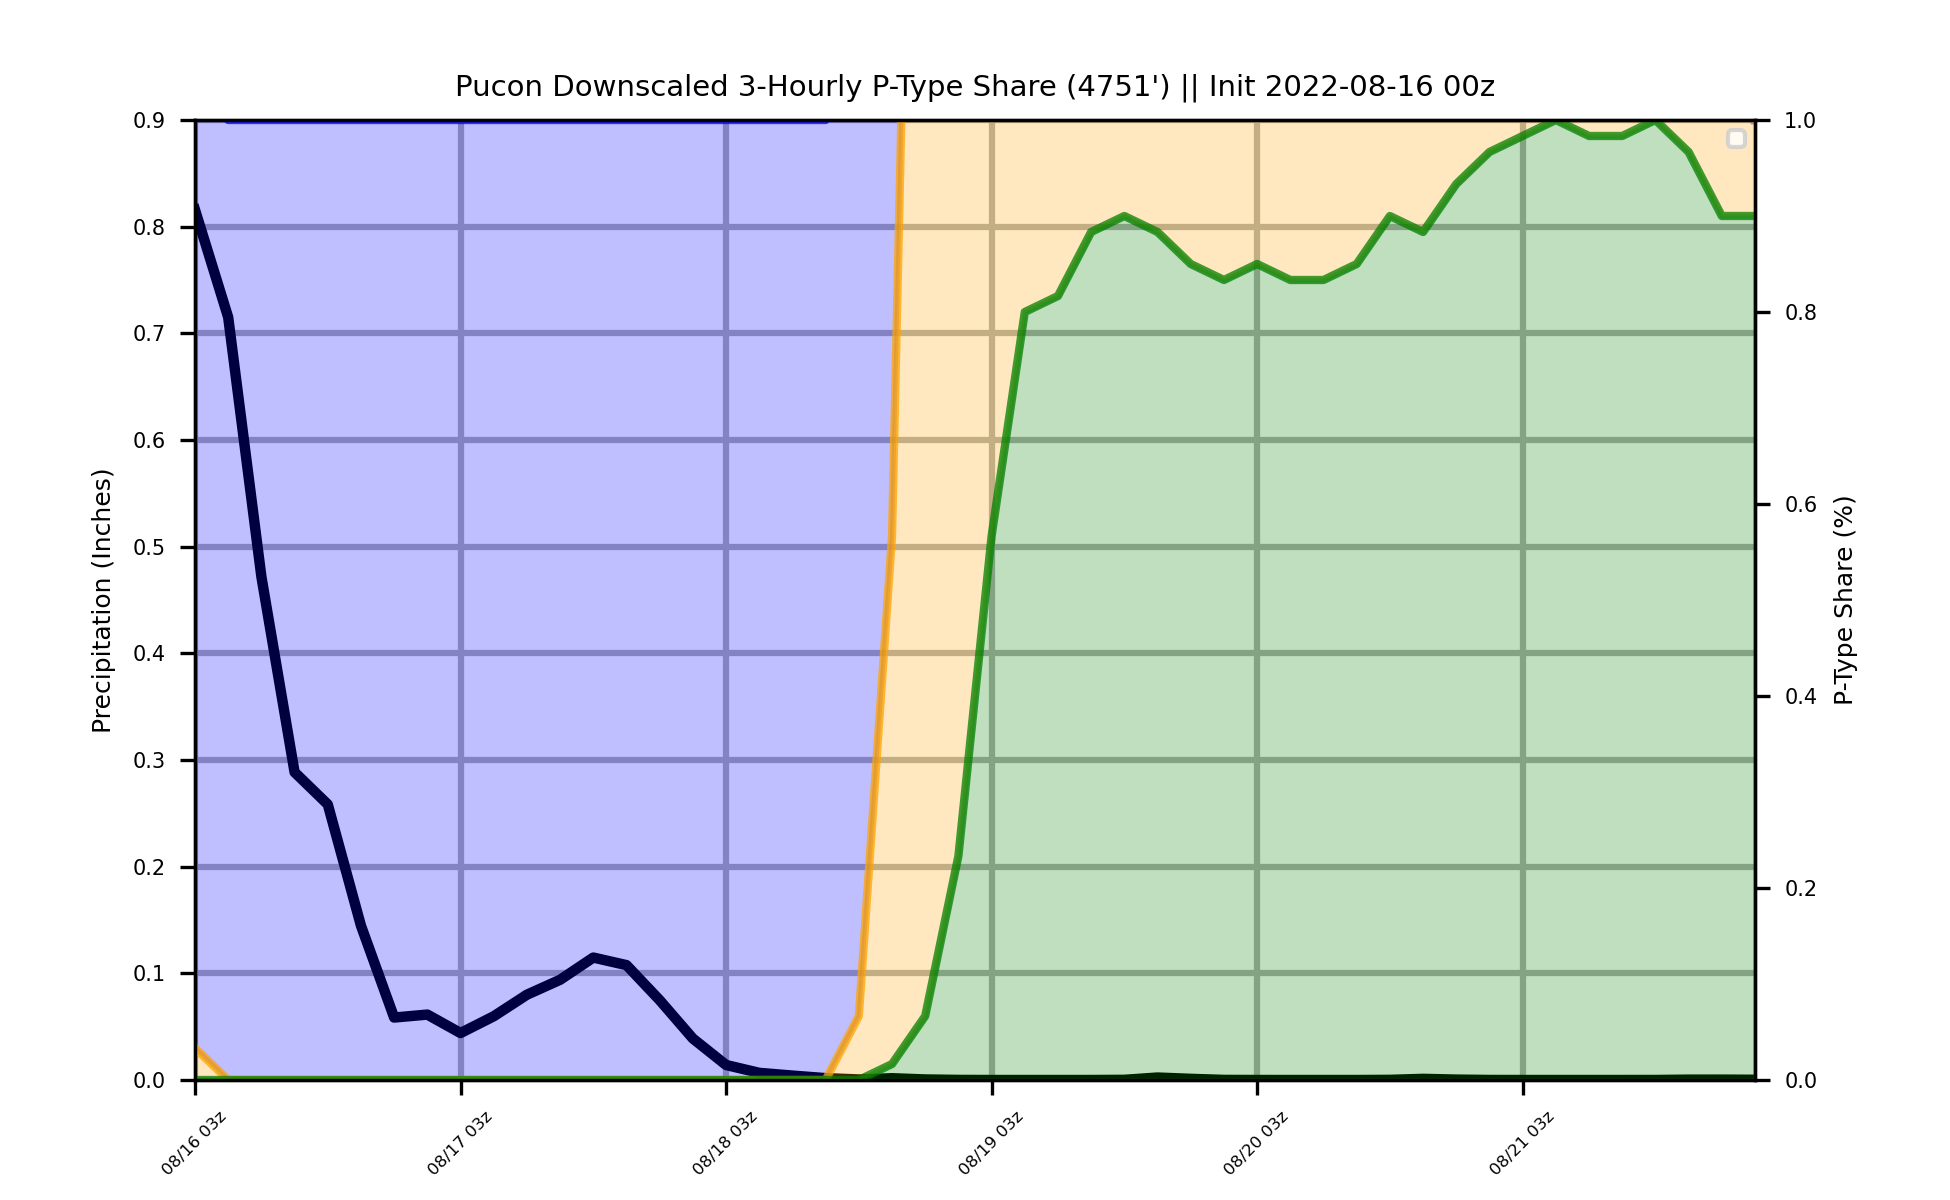 Pucon Downscaled 3-Hourly P-Type Share (4751') || Init 2022-08-16 00z
Precipitation (Inches)
0.9
0.8
0.7
0.6
0.5
0.4
0.3
0.2
0.1
0.0
1.0
0.8
0.6
0.4
0.2
0.0
P-Type Share (%)
08/16 03z
08/17 03z
08/18 03z
08/19 03z
08/20 03z
08/21 03z